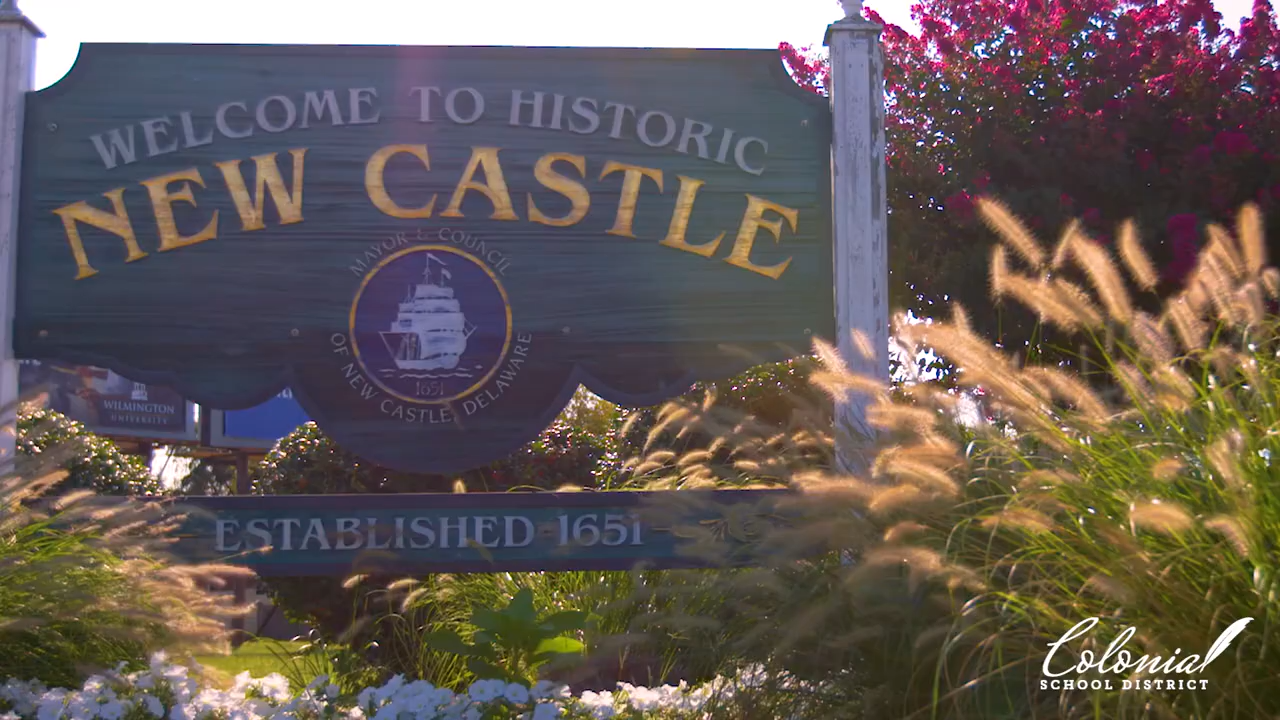 WELCOME TO HISTORIC
NEW CASTLE
MAYOR & COUNCIL
1651
OF NEW CASTLE, DELAWARE
WILMINGTON
UNIVERSITY
ESTABLISHED 1651
Colonial
SCHOOL DISTRICT